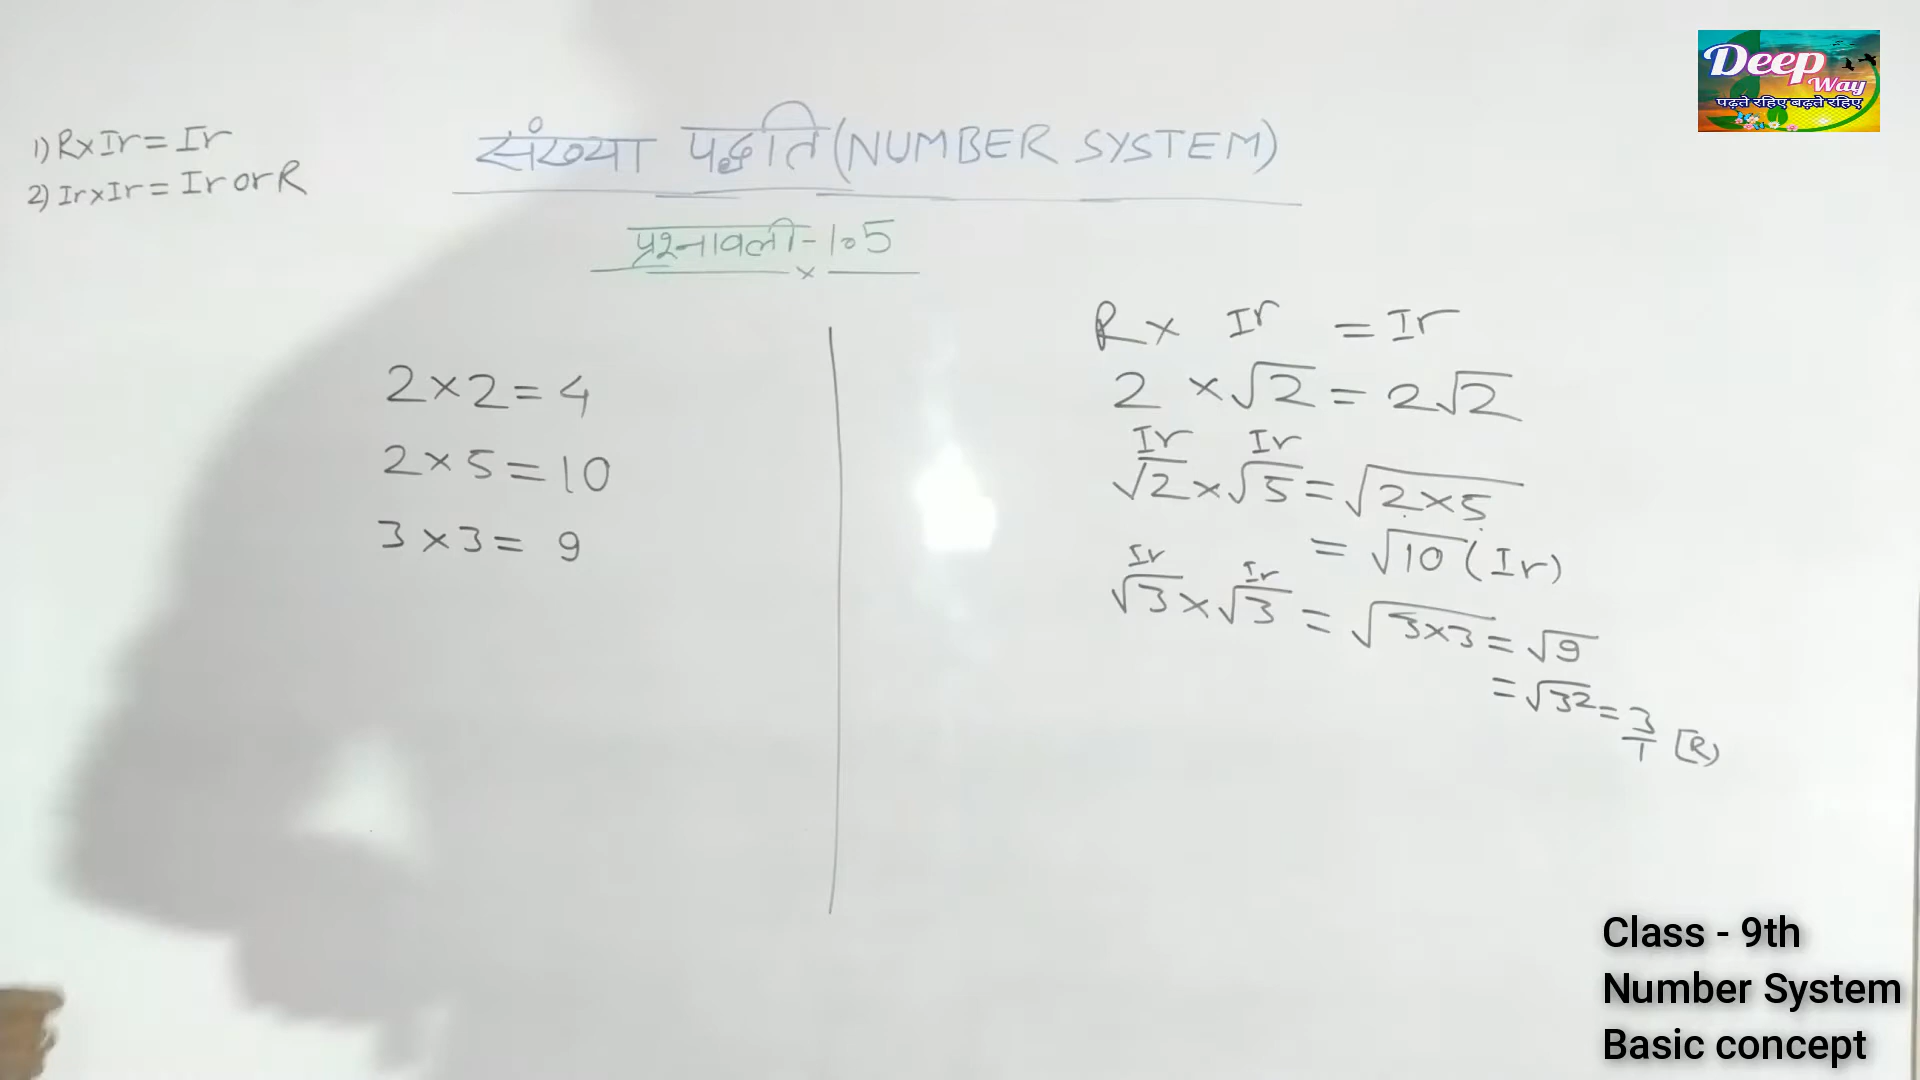 Deep
Way
पढ़ते रहिए बढ़ते रहिए
1) R×Ir = Ir
2) Ir×Ir = Ir or R
संख्या पद्धति (NUMBER SYSTEM)
प्रश्नावली - 1.5
2×2=4
2×5=10
3×3= 9
R× Ir = Ir
2 ×√2 = 2√2
Ir Ir
√2×√5 = √2×5
= √10 (Ir)
Ir Ir
√3×√3 = √3×3 = √9
= √3² = 3/1 (R)
Class - 9th
Number System
Basic concept